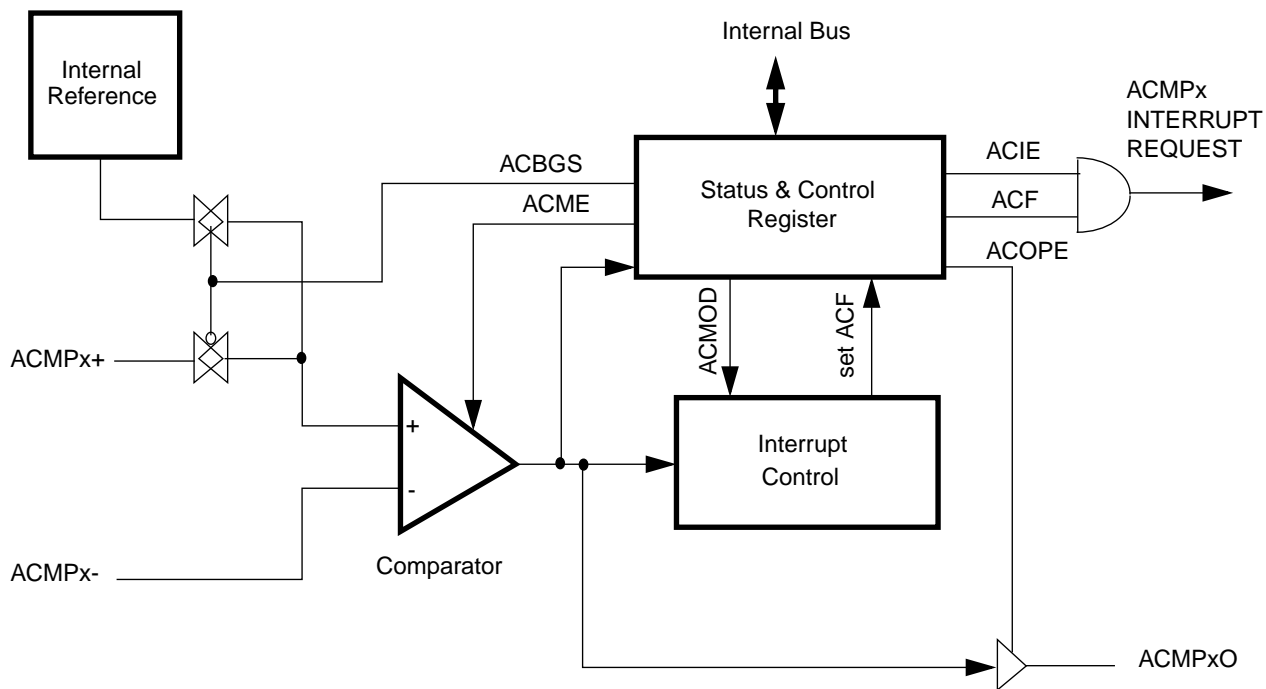 Internal Bus
Internal
Reference
ACMPx
INTERRUPT
REQUEST
ACBGS
ACME
Status & Control
Register
ACIE
ACF
ACOPE
ACMOD
set ACF
ACMPx+
+
-
Interrupt
Control
Comparator
ACMPx-
ACMPxO